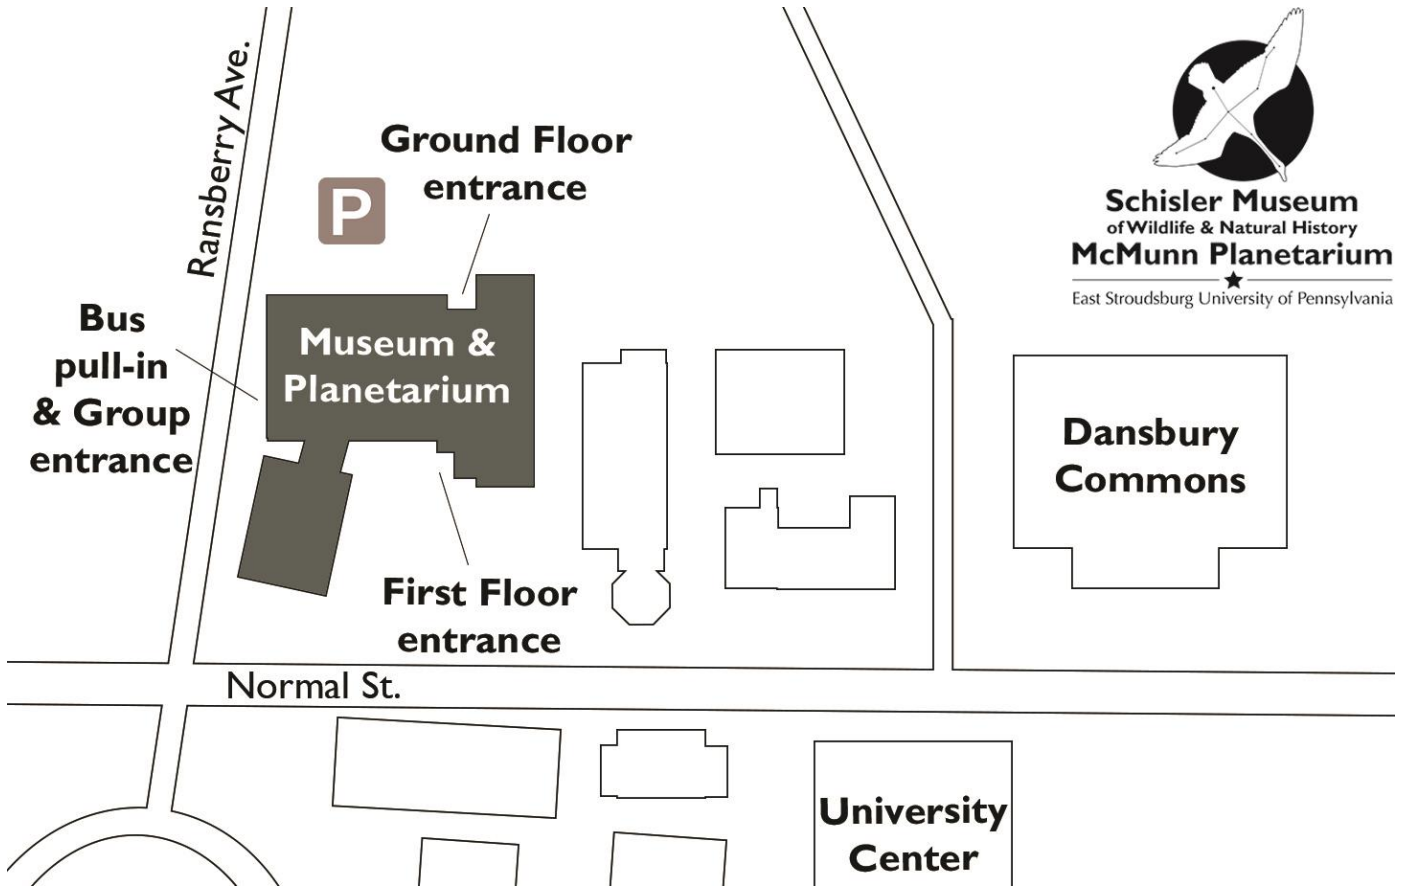 Ransberry Ave.
Ground Floor
entrance
P
Schisler Museum
of Wildlife & Natural History
McMunn Planetarium
East Stroudsburg University of Pennsylvania
Bus
pull-in
& Group
entrance
Museum &
Planetarium
Dansbury
Commons
First Floor
entrance
Normal St.
University
Center